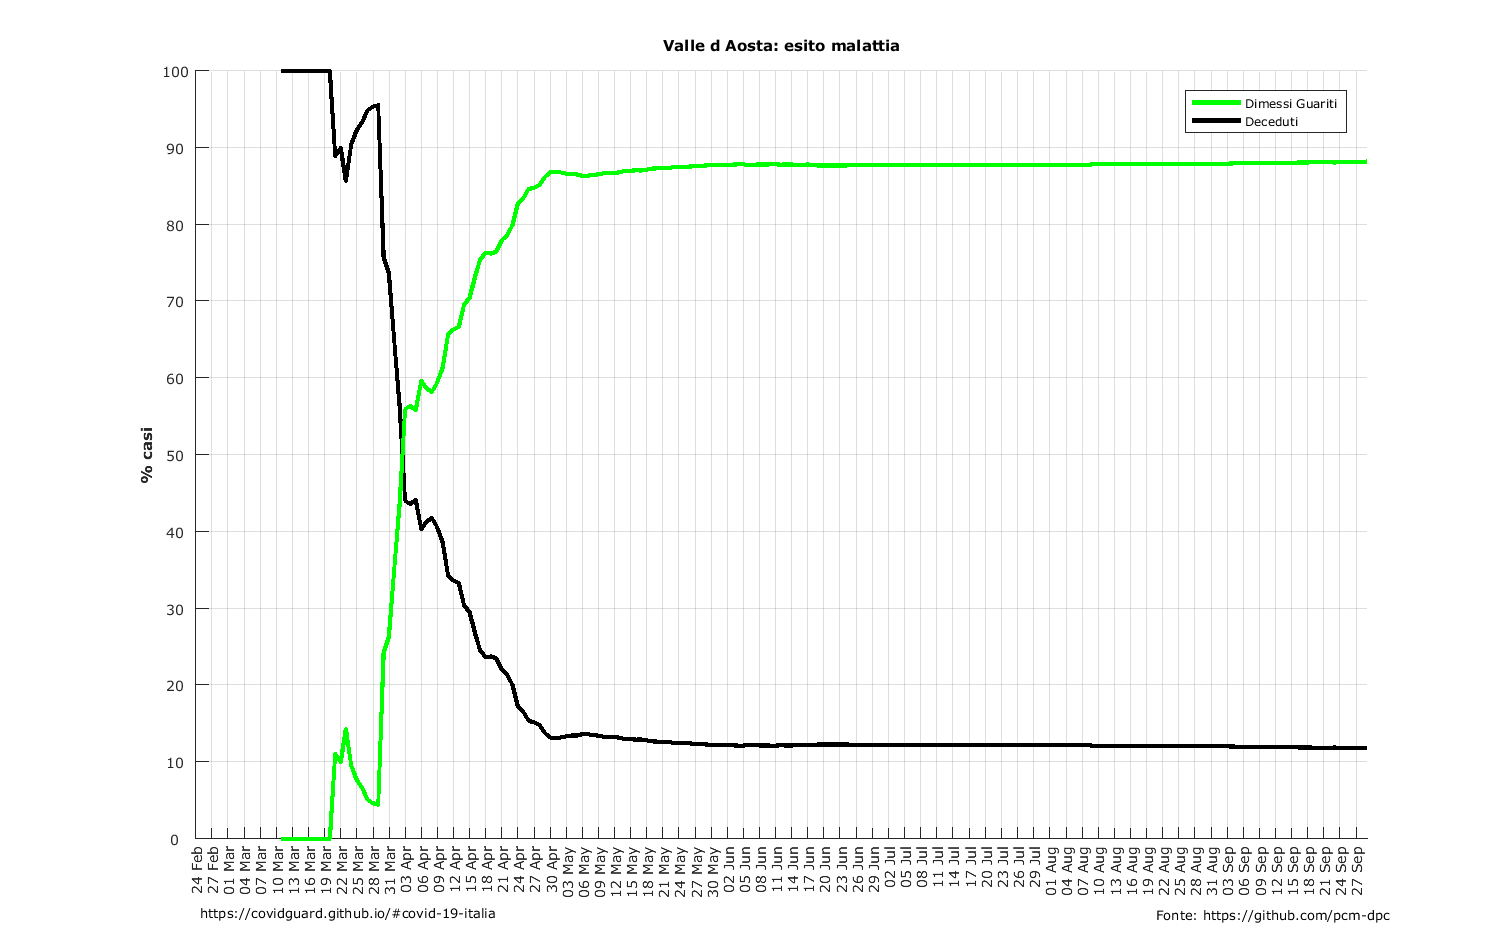 Valle d Aosta: esito malattia
Dimessi Guariti
Deceduti
% casi
100
90
80
70
60
50
40
30
20
10
0
24 Feb
27 Feb
01 Mar
04 Mar
07 Mar
10 Mar
13 Mar
16 Mar
19 Mar
22 Mar
25 Mar
28 Mar
31 Mar
03 Apr
06 Apr
09 Apr
12 Apr
15 Apr
18 Apr
21 Apr
24 Apr
27 Apr
30 Apr
03 May
06 May
09 May
12 May
15 May
18 May
21 May
24 May
27 May
30 May
02 Jun
05 Jun
08 Jun
11 Jun
14 Jun
17 Jun
20 Jun
23 Jun
26 Jun
29 Jun
02 Jul
05 Jul
08 Jul
11 Jul
14 Jul
17 Jul
20 Jul
23 Jul
26 Jul
29 Jul
01 Aug
04 Aug
07 Aug
10 Aug
13 Aug
16 Aug
19 Aug
22 Aug
25 Aug
28 Aug
31 Aug
03 Sep
06 Sep
09 Sep
12 Sep
15 Sep
18 Sep
21 Sep
24 Sep
27 Sep
https://covidguard.github.io/#covid-19-italia
Fonte: https://github.com/pcm-dpc